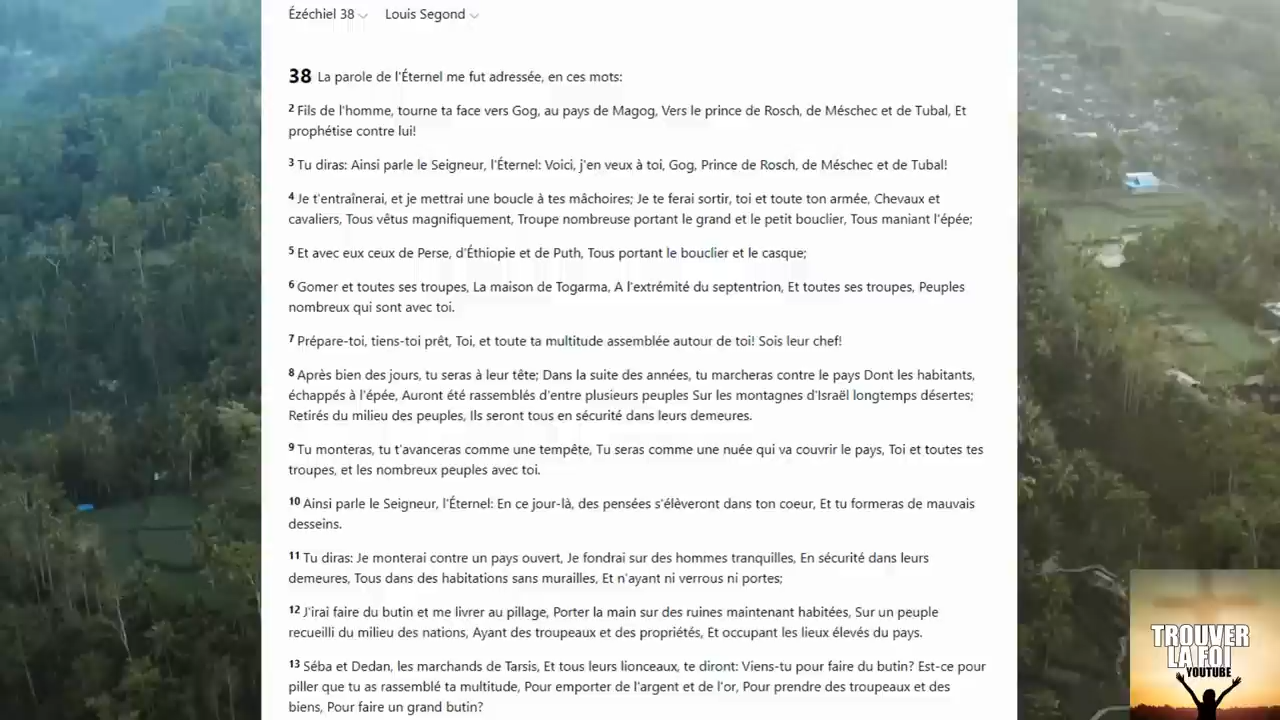 Ézéchiel 38 Louis Segond
38 La parole de l'Éternel me fut adressée, en ces mots:
2 Fils de l'homme, tourne ta face vers Gog, au pays de Magog, Vers le prince de Rosch, de Méschec et de Tubal, Et
prophétise contre lui!
3 Tu diras: Ainsi parle le Seigneur, l'Éternel: Voici, j'en veux à toi, Gog, Prince de Rosch, de Méschec et de Tubal!
4 Je t'entraînerai, et je mettrai une boucle à tes mâchoires; Je te ferai sortir, toi et toute ton armée, Chevaux et
cavaliers, Tous vêtus magnifiquement, Troupe nombreuse portant le grand et le petit bouclier, Tous maniant l'épée;
5 Et avec eux ceux de Perse, d'Éthiopie et de Puth, Tous portant le bouclier et le casque;
6 Gomer et toutes ses troupes, La maison de Togarma, A l'extrémité du septentrion, Et toutes ses troupes, Peuples
nombreux qui sont avec toi.
7 Prépare-toi, tiens-toi prêt, Toi, et toute ta multitude assemblée autour de toi! Sois leur chef!
8 Après bien des jours, tu seras à leur tête; Dans la suite des années, tu marcheras contre le pays Dont les habitants,
échappés à l'épée, Auront été rassemblés d'entre plusieurs peuples Sur les montagnes d'Israël longtemps désertes;
Retirés du milieu des peuples, Ils seront tous en sécurité dans leurs demeures.
9 Tu monteras, tu t'avanceras comme une tempête, Tu seras comme une nuée qui va couvrir le pays, Toi et toutes tes
troupes, et les nombreux peuples avec toi.
10 Ainsi parle le Seigneur, l'Éternel: En ce jour-là, des pensées s'élèveront dans ton coeur, Et tu formeras de mauvais
desseins.
11 Tu diras: Je monterai contre un pays ouvert, Je fondrai sur des hommes tranquilles, En sécurité dans leurs
demeures, Tous dans des habitations sans murailles, Et n'ayant ni verrous ni portes;
12 J'irai faire du butin et me livrer au pillage, Porter la main sur des ruines maintenant habitées, Sur un peuple
recueilli du milieu des nations, Ayant des troupeaux et des propriétés, Et occupant les lieux élevés du pays.
13 Séba et Dedan, les marchands de Tarsis, Et tous leurs lionceaux, te diront: Viens-tu pour faire du butin? Est-ce pour
piller que tu as rassemblé ta multitude, Pour emporter de l'argent et de l'or, Pour prendre des troupeaux et des
biens, Pour faire un grand butin?
TROUVER
LA FOI
YOUTUBE